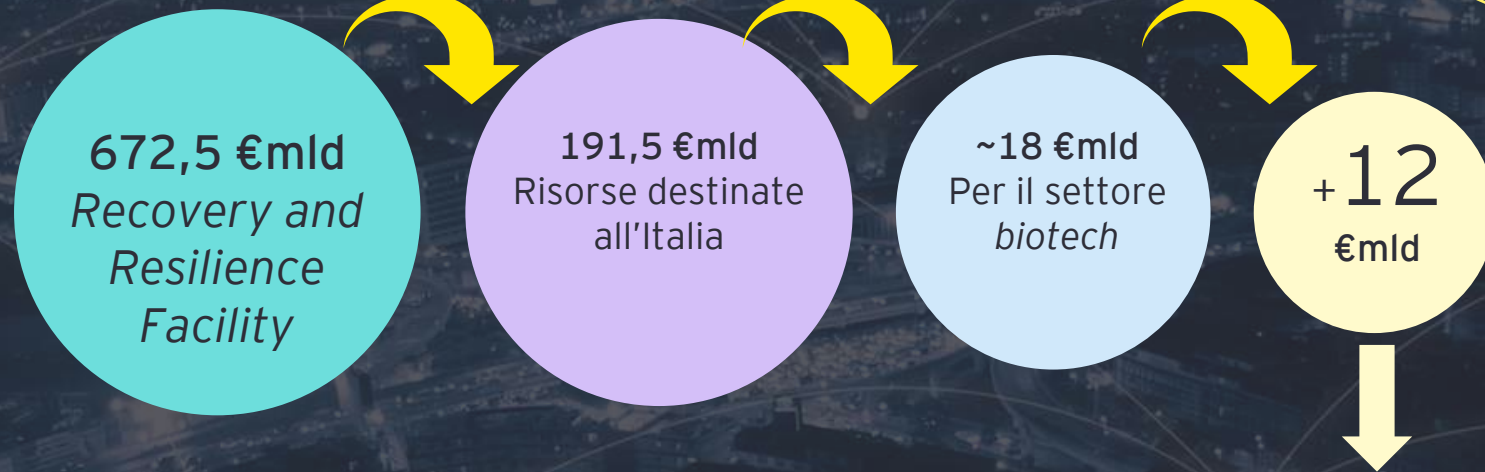 672,5 €mld
Recovery and
Resilience
Facility
191,5 €mld
Risorse destinate
all'Italia
~18 €mld
Per il settore
biotech
+12
€mld